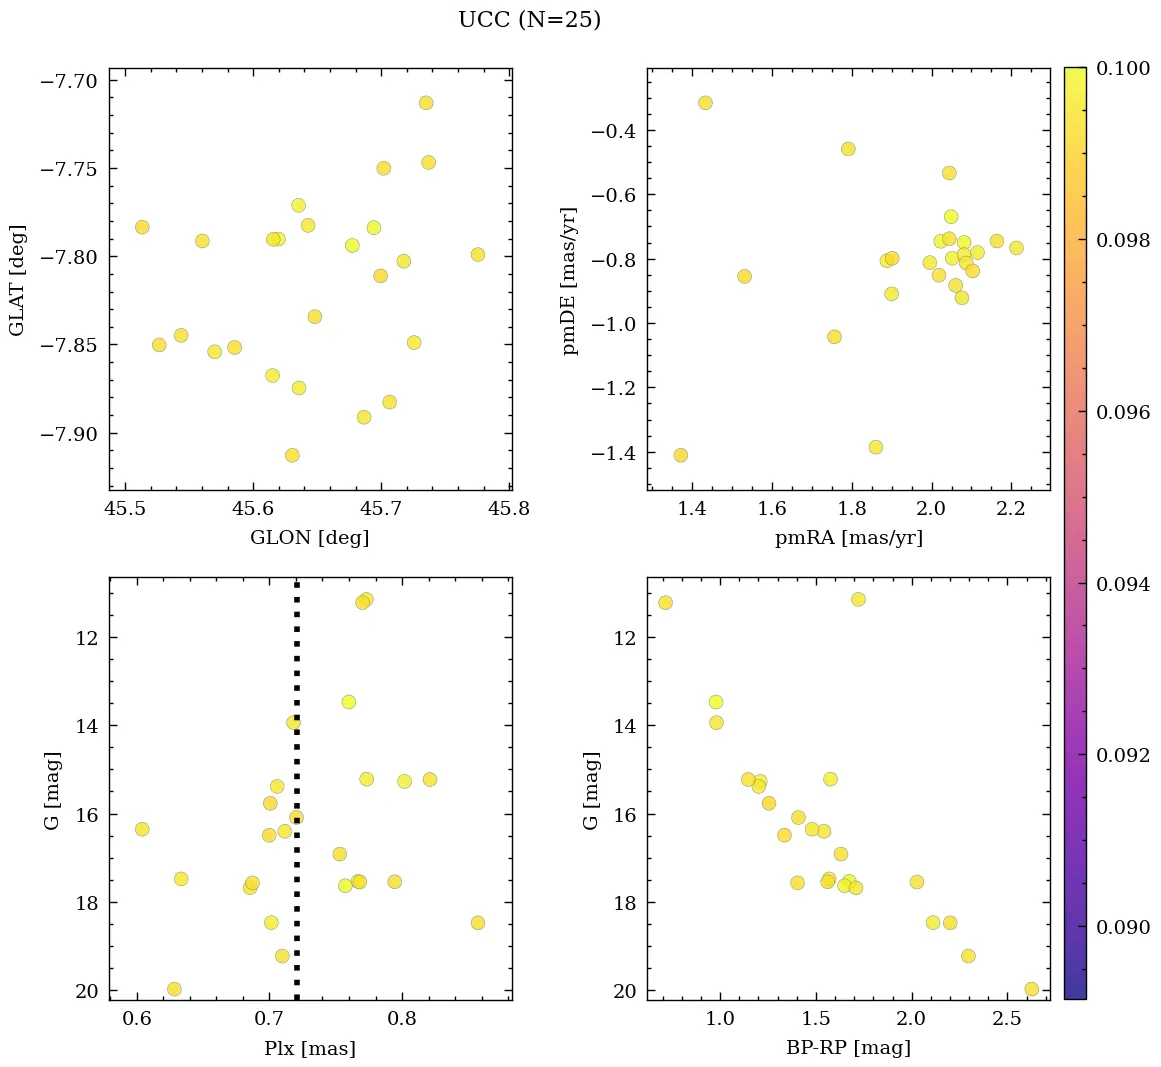 UCC (N=25)
−7.70
−7.75
−7.80
−7.85
−7.90
GLAT [deg]
45.5 45.6 45.7 45.8
GLON [deg]
−0.4
−0.6
−0.8
−1.0
−1.2
−1.4
pmDE [mas/yr]
1.4 1.6 1.8 2.0 2.2
pmRA [mas/yr]
12
14
16
18
20
G [mag]
0.6 0.7 0.8
Plx [mas]
12
14
16
18
20
G [mag]
1.0 1.5 2.0 2.5
BP-RP [mag]
0.100
0.098
0.096
0.094
0.092
0.090